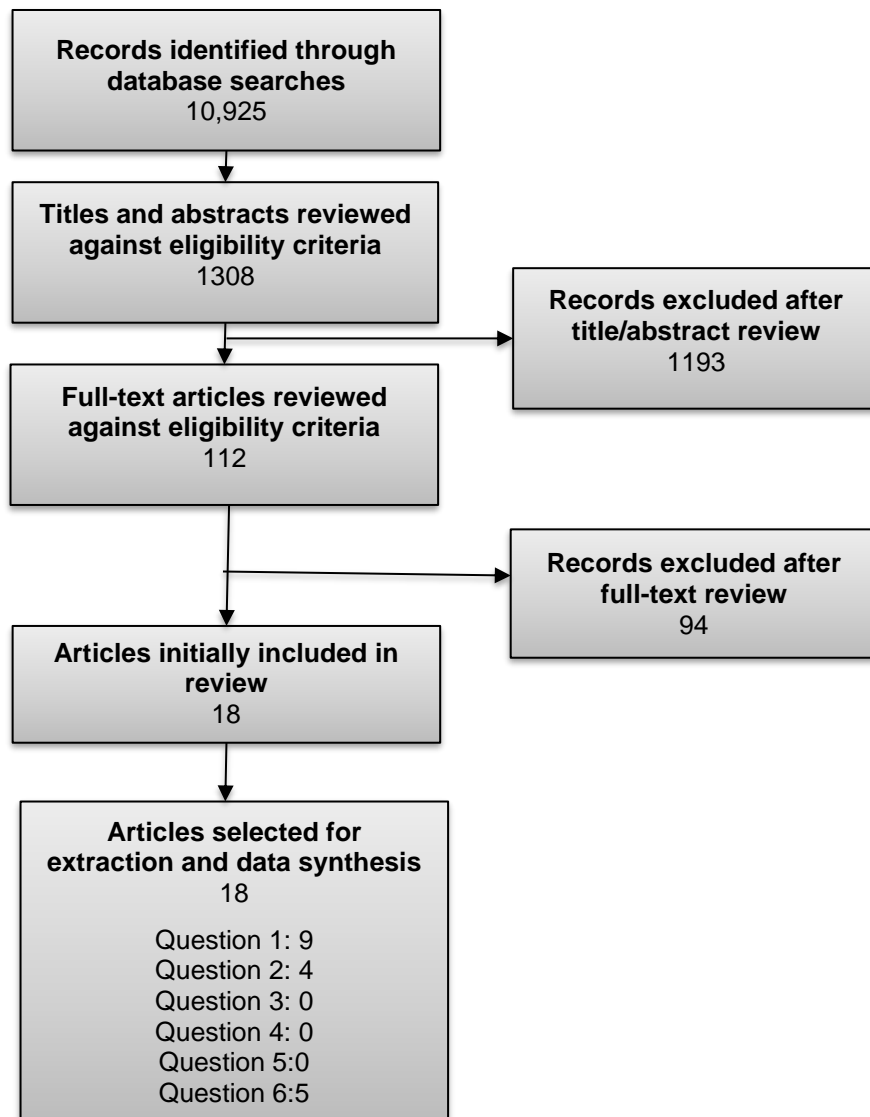 Records identified through
database searches
10,925
Titles and abstracts reviewed
against eligibility criteria
1308
Records excluded after
title/abstract review
1193
Full-text articles reviewed
against eligibility criteria
112
Records excluded after
full-text review
94
Articles initially included in
review
18
Articles selected for
extraction and data synthesis
18
Question 1: 9
Question 2: 4
Question 3: 0
Question 4: 0
Question 5:0
Question 6:5